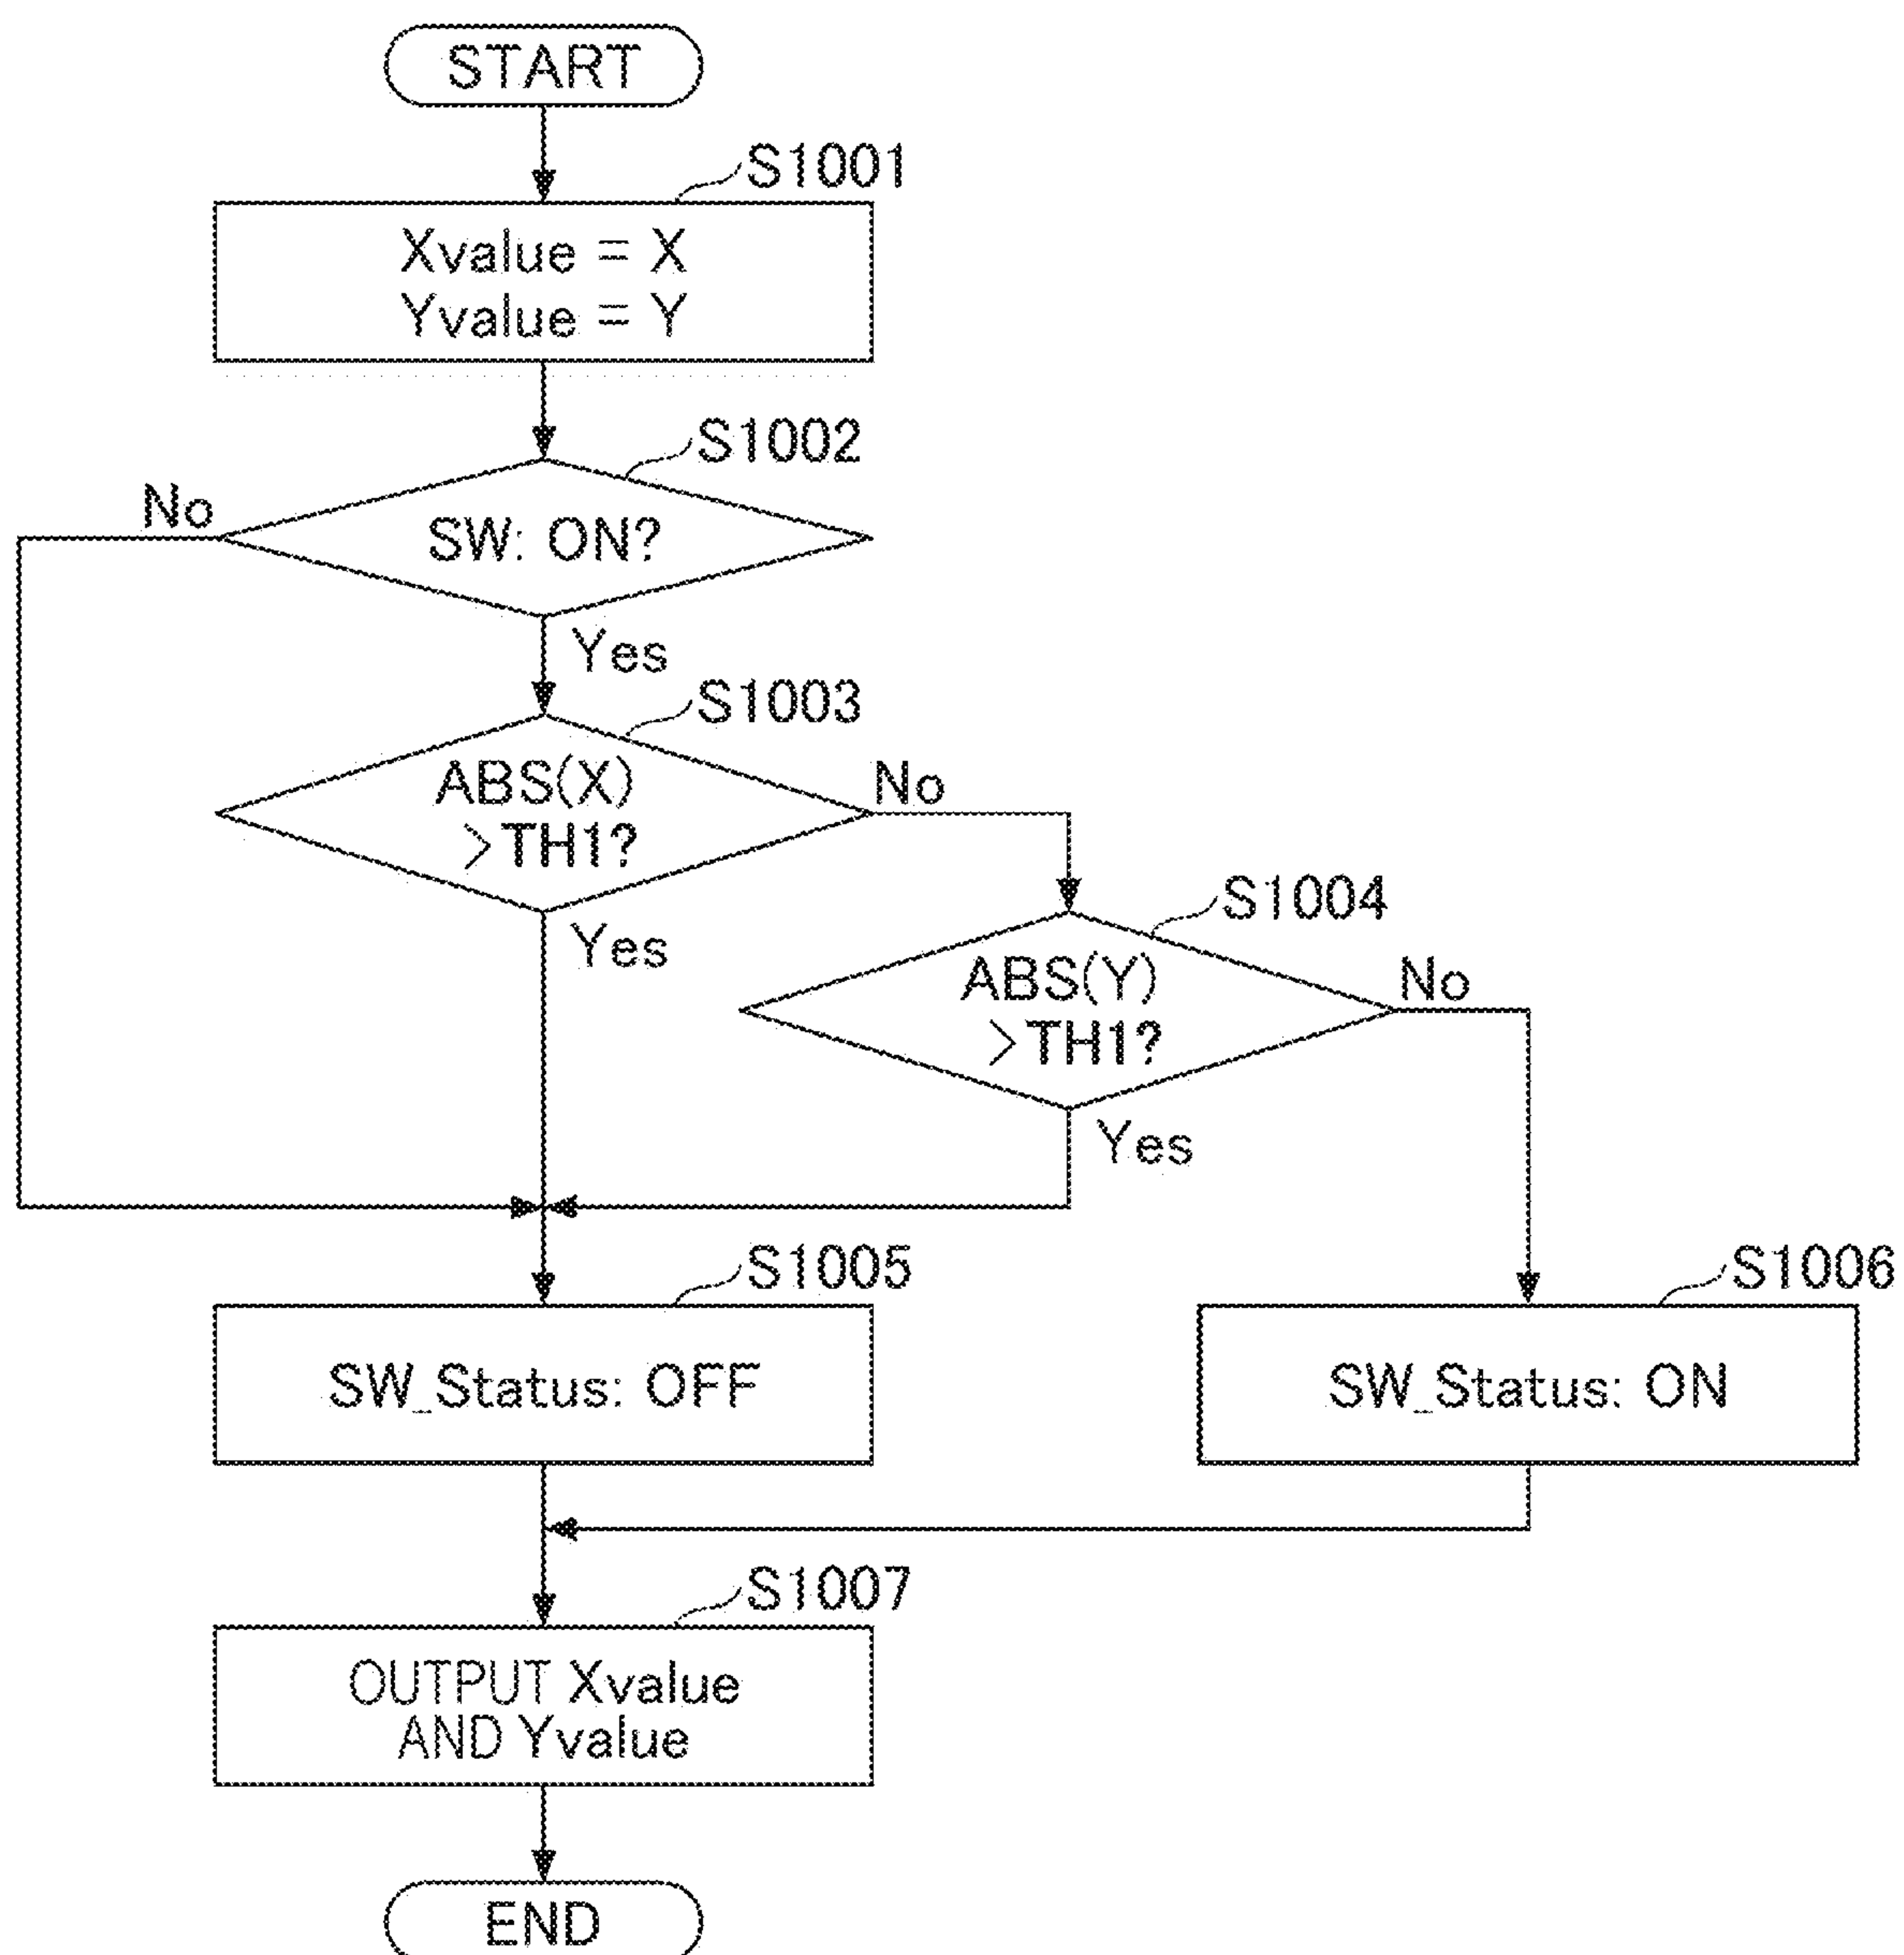 START
S1001
Xvalue = X
Yvalue = Y
S1002
No
SW: ON?
Yes
S1003
ABS(X)
>TH1?
No
Yes
S1004
ABS(Y)
>TH1?
No
Yes
S1005
SW_Status: OFF
S1006
SW_Status: ON
S1007
OUTPUT Xvalue
AND Yvalue
END